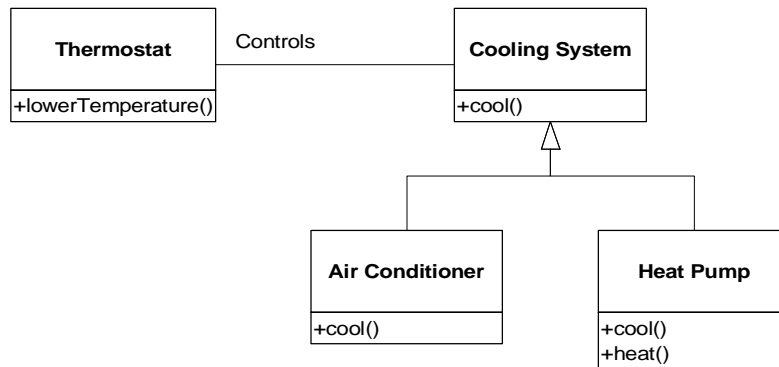 Thermostat
+lowerTemperature()
Controls
Cooling System
+cool()
Air Conditioner
+cool()
Heat Pump
+cool()
+heat()